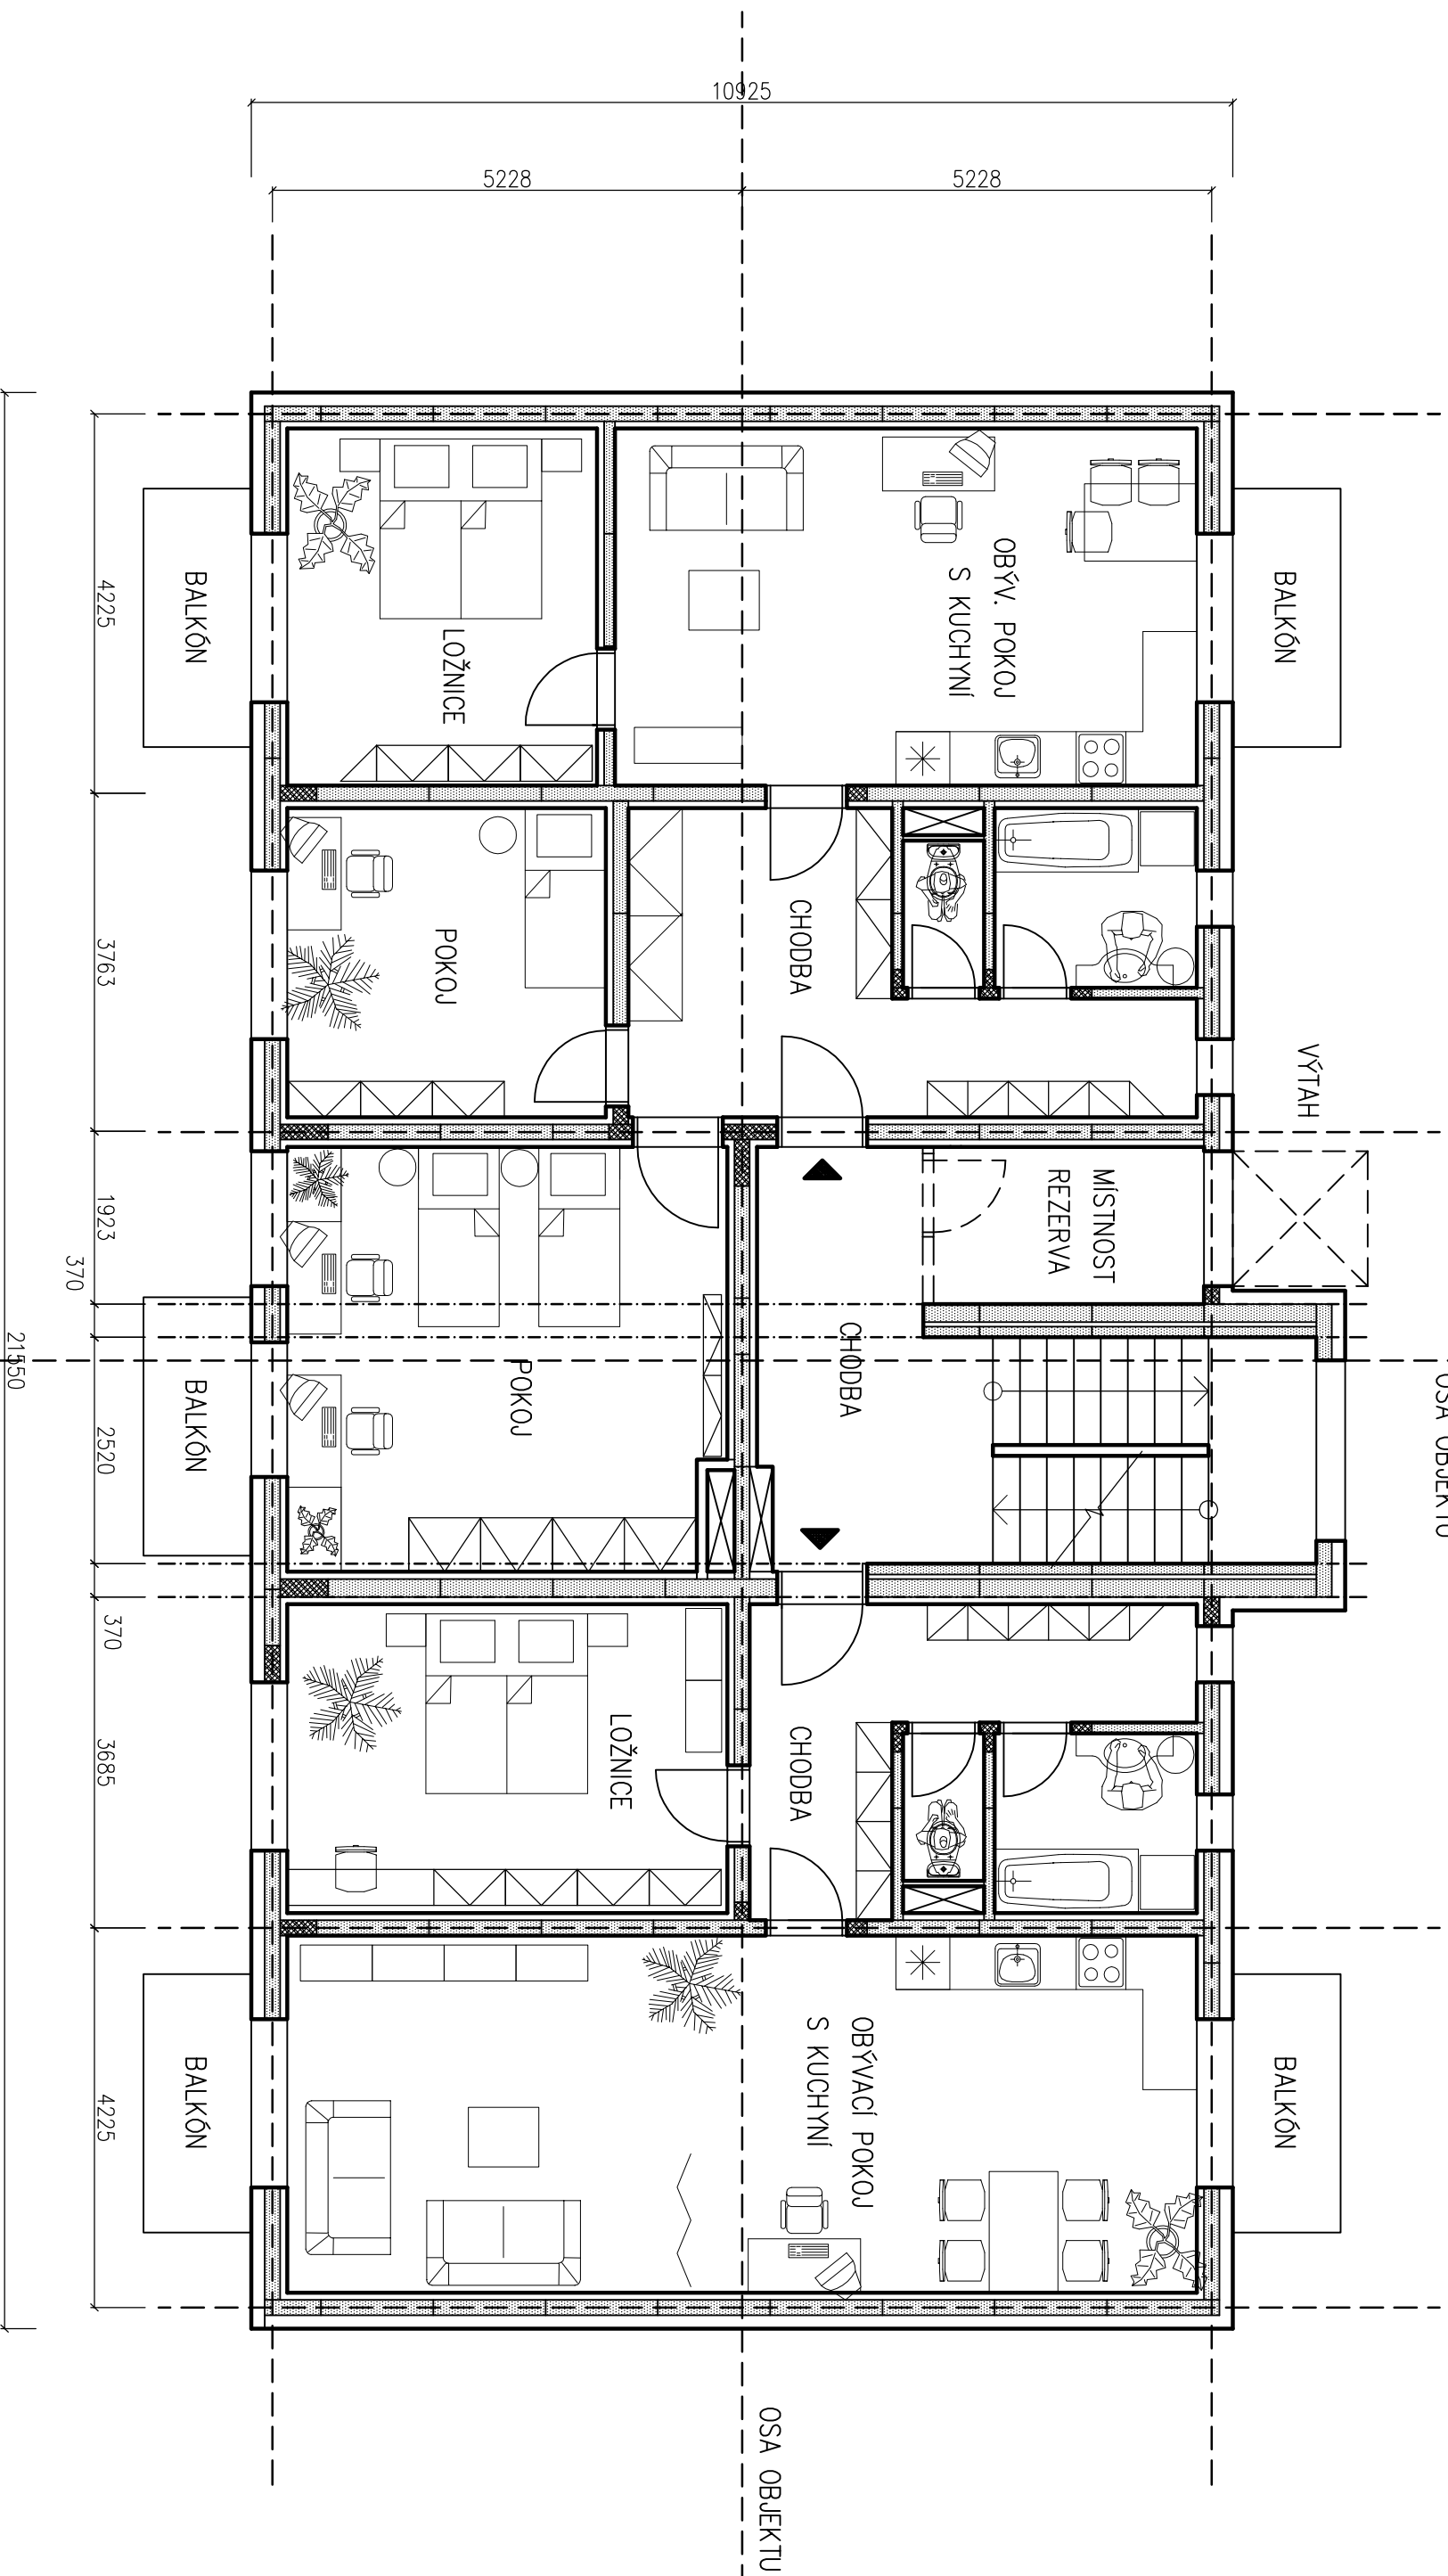 10925
5228
5228
BALKÓN
4225
LOŽNICE
OBÝV. POKOJ
S KUCHYNÍ
BALKÓN
3763
POKOJ
CHODBA
VÝTAH
1923
370
MÍSTNOST
REZERVA
21550
BALKÓN
2520
POKOJ
CHODBA
OSA OBJEKTU
370
3685
LOŽNICE
CHODBA
BALKÓN
4225
OBÝVACÍ POKOJ
S KUCHYNÍ
BALKÓN
OSA OBJEKTU